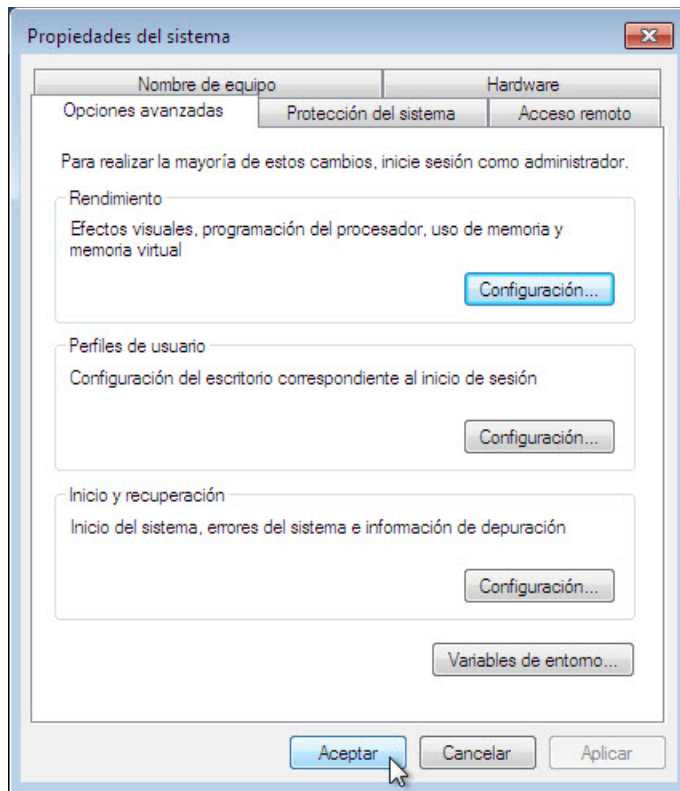 Propiedades del sistema
Nombre de equipo
Hardware
Opciones avanzadas
Protección del sistema
Acceso remoto
Para realizar la mayoría de estos cambios, inicie sesión como administrador.
Rendimiento
Efectos visuales, programación del procesador, uso de memoria y
memoria virtual
Configuración...
Perfiles de usuario
Configuración del escritorio correspondiente al inicio de sesión
Configuración...
Inicio y recuperación
Inicio del sistema, errores del sistema e información de depuración
Configuración...
Variables de entorno...
Aceptar
Cancelar
Aplicar